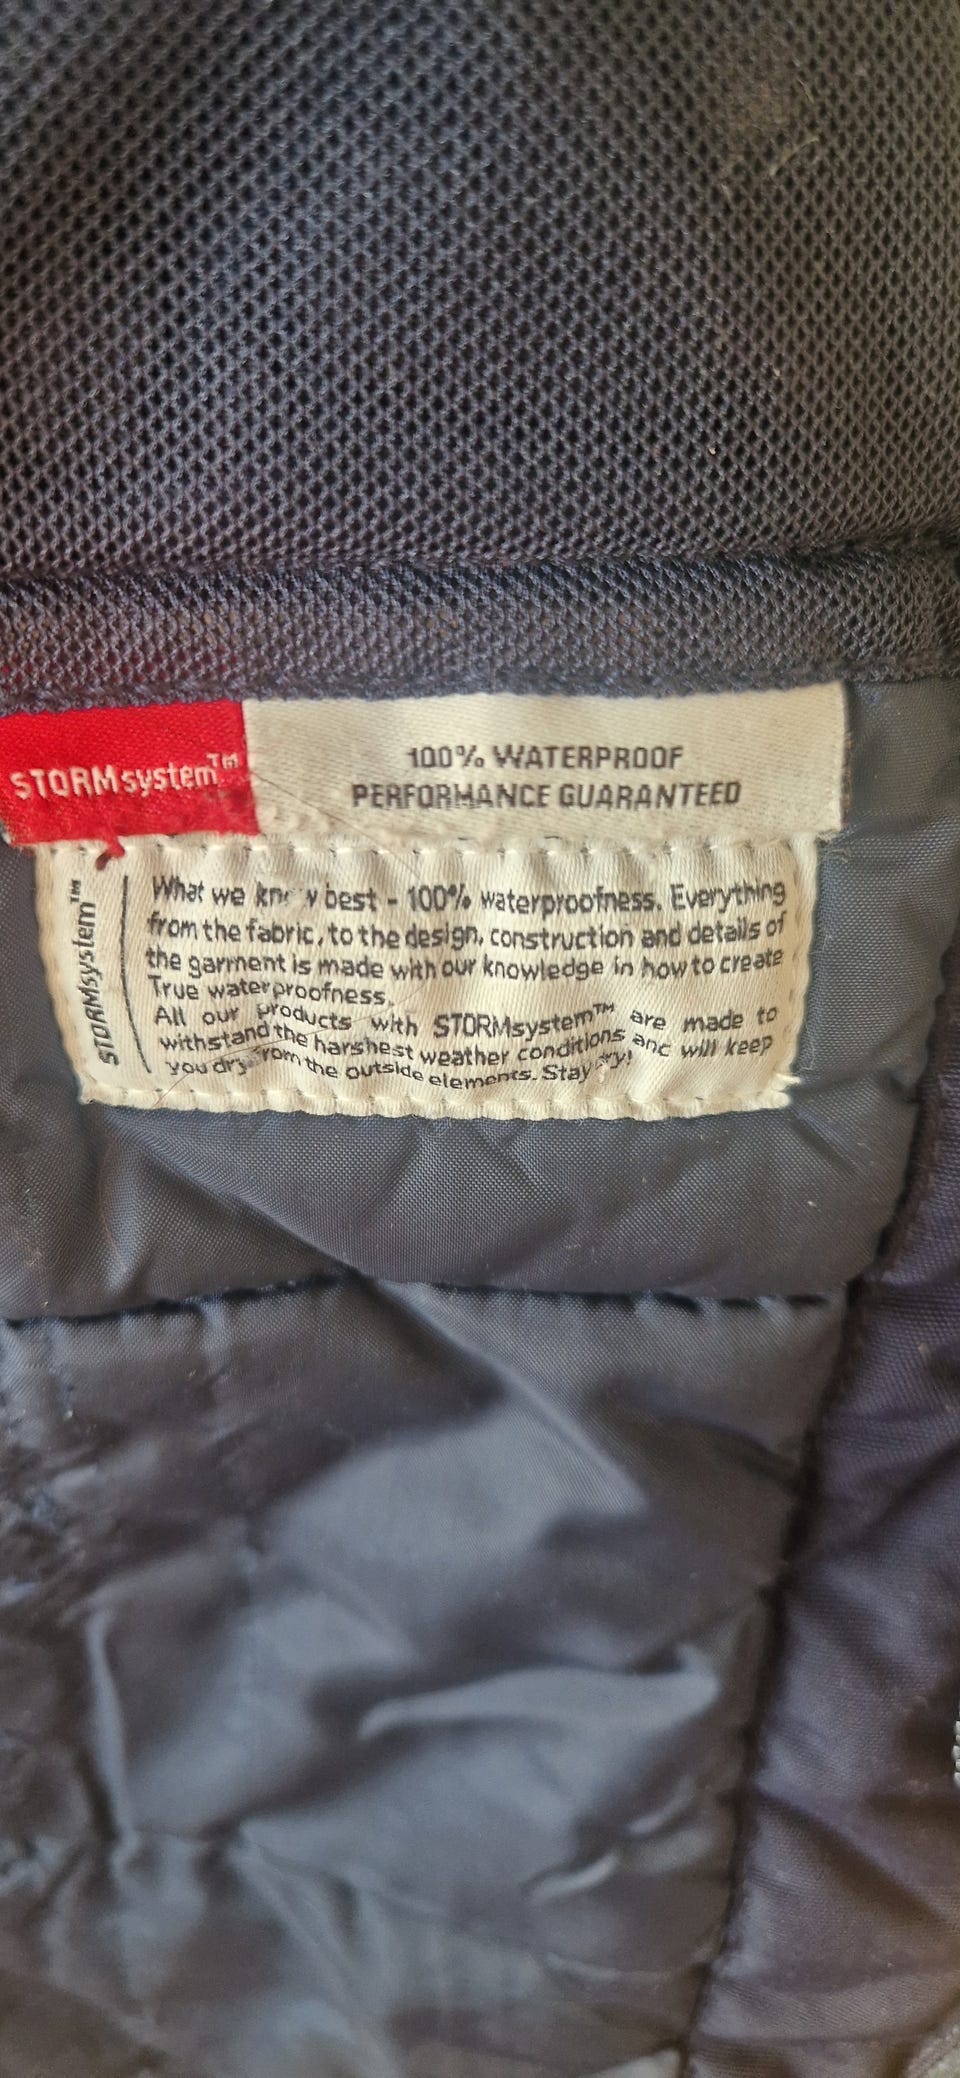 STORMsystem™
100% WATERPROOF
PERFORMANCE GUARANTEED
STORMsystem™
What we know best - 100% waterproofness. Everything
from the fabric, to the design, construction and details of
the garment is made with our knowledge in how to create
True waterproofness.
All our products with STORMsystem™ are made to
withstand the harshest weather conditions and will keep
you dry from the outside elements. Stay dry!